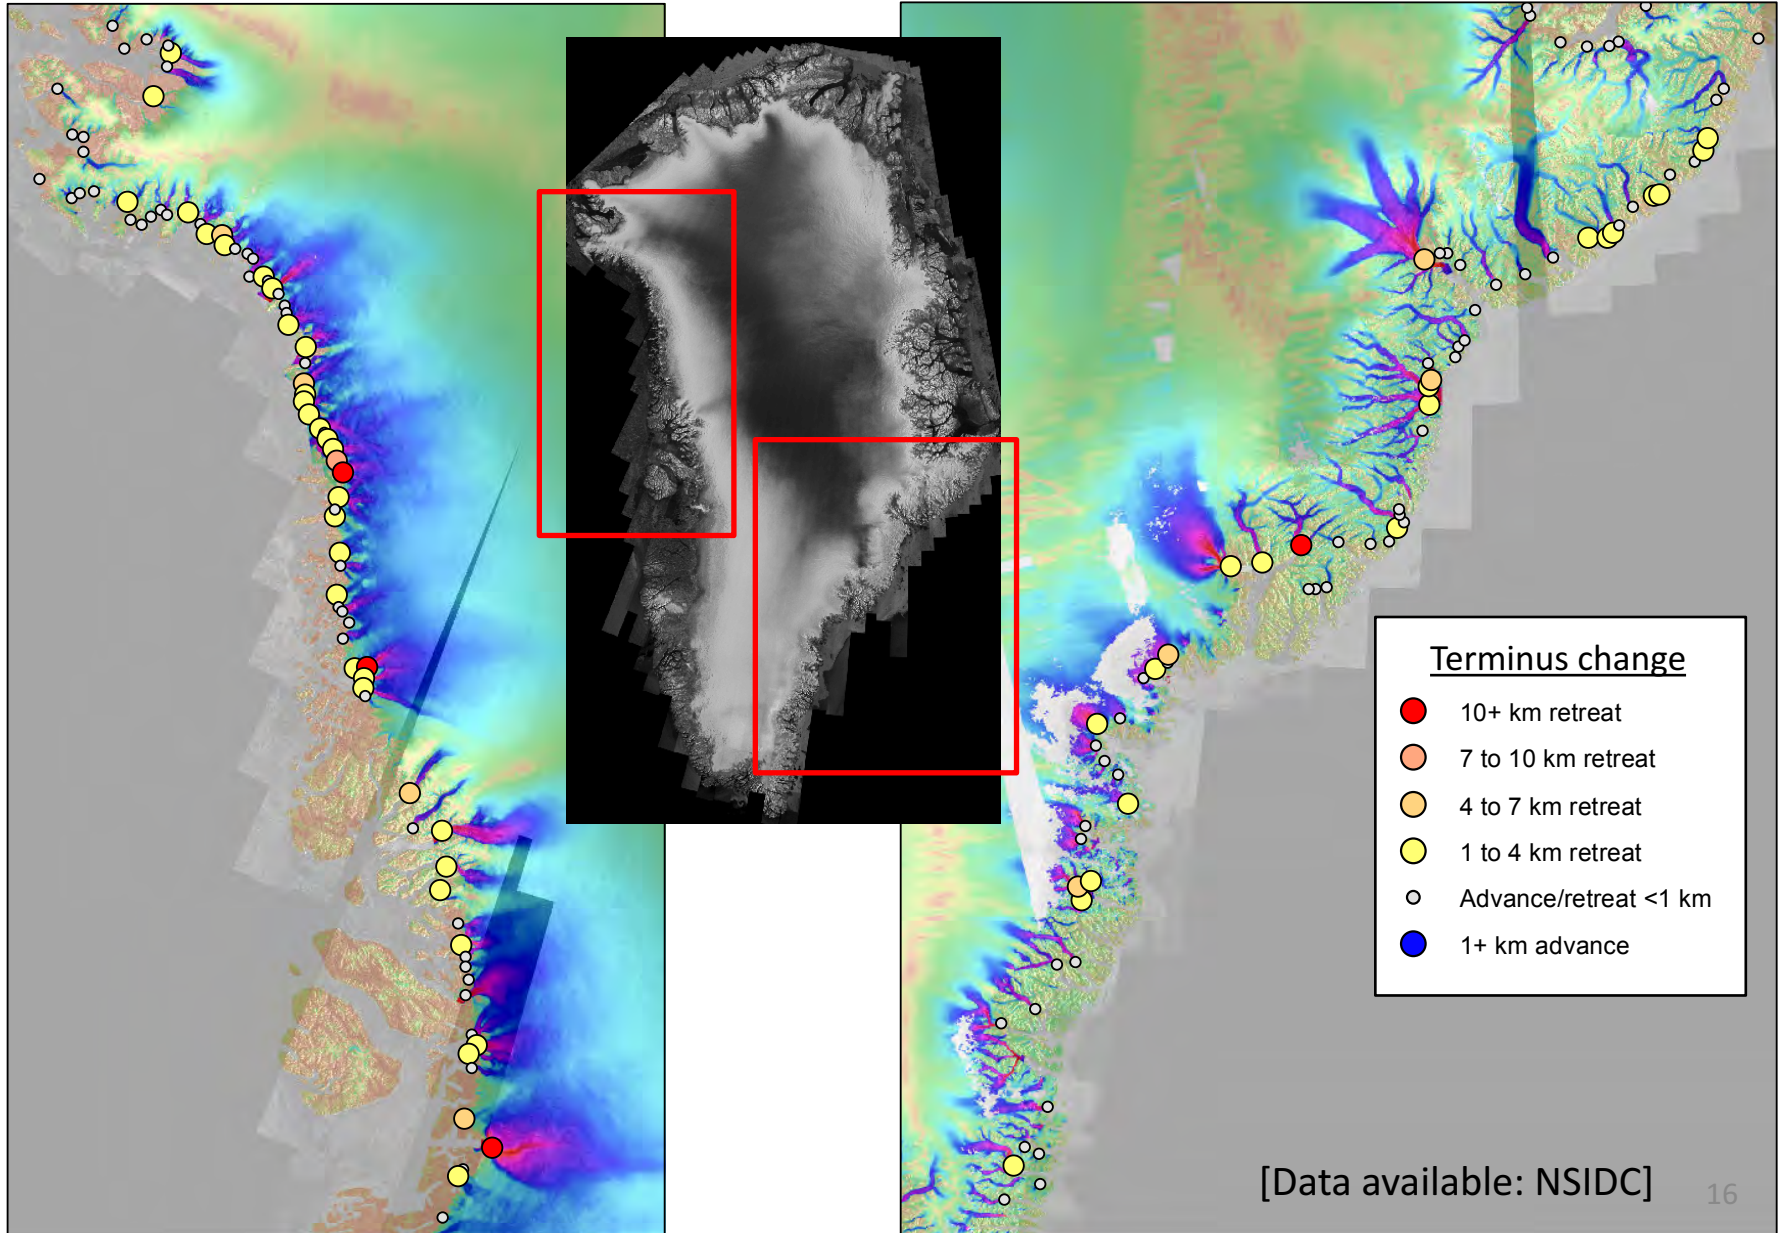 Terminus change
10+ km retreat
7 to 10 km retreat
4 to 7 km retreat
1 to 4 km retreat
Advance/retreat <1 km
1+ km advance
[Data available: NSIDC]
16